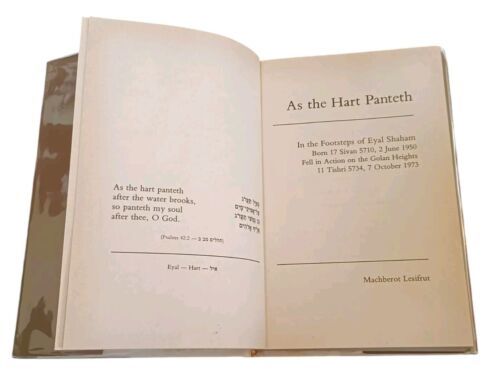 As the hart panteth
after the water brooks,
so panteth my soul
after thee, O God.
(Psalms 42:2 —
Eyal — Hart —
As the Hart Panteth
In the Footsteps of Eyal Shaham
Born 17 Sivan 5710, 2 June 1950
Fell in Action on the Golan Heights
11 Tishri 5734, 7 October 1973
Machberot Lesifrut